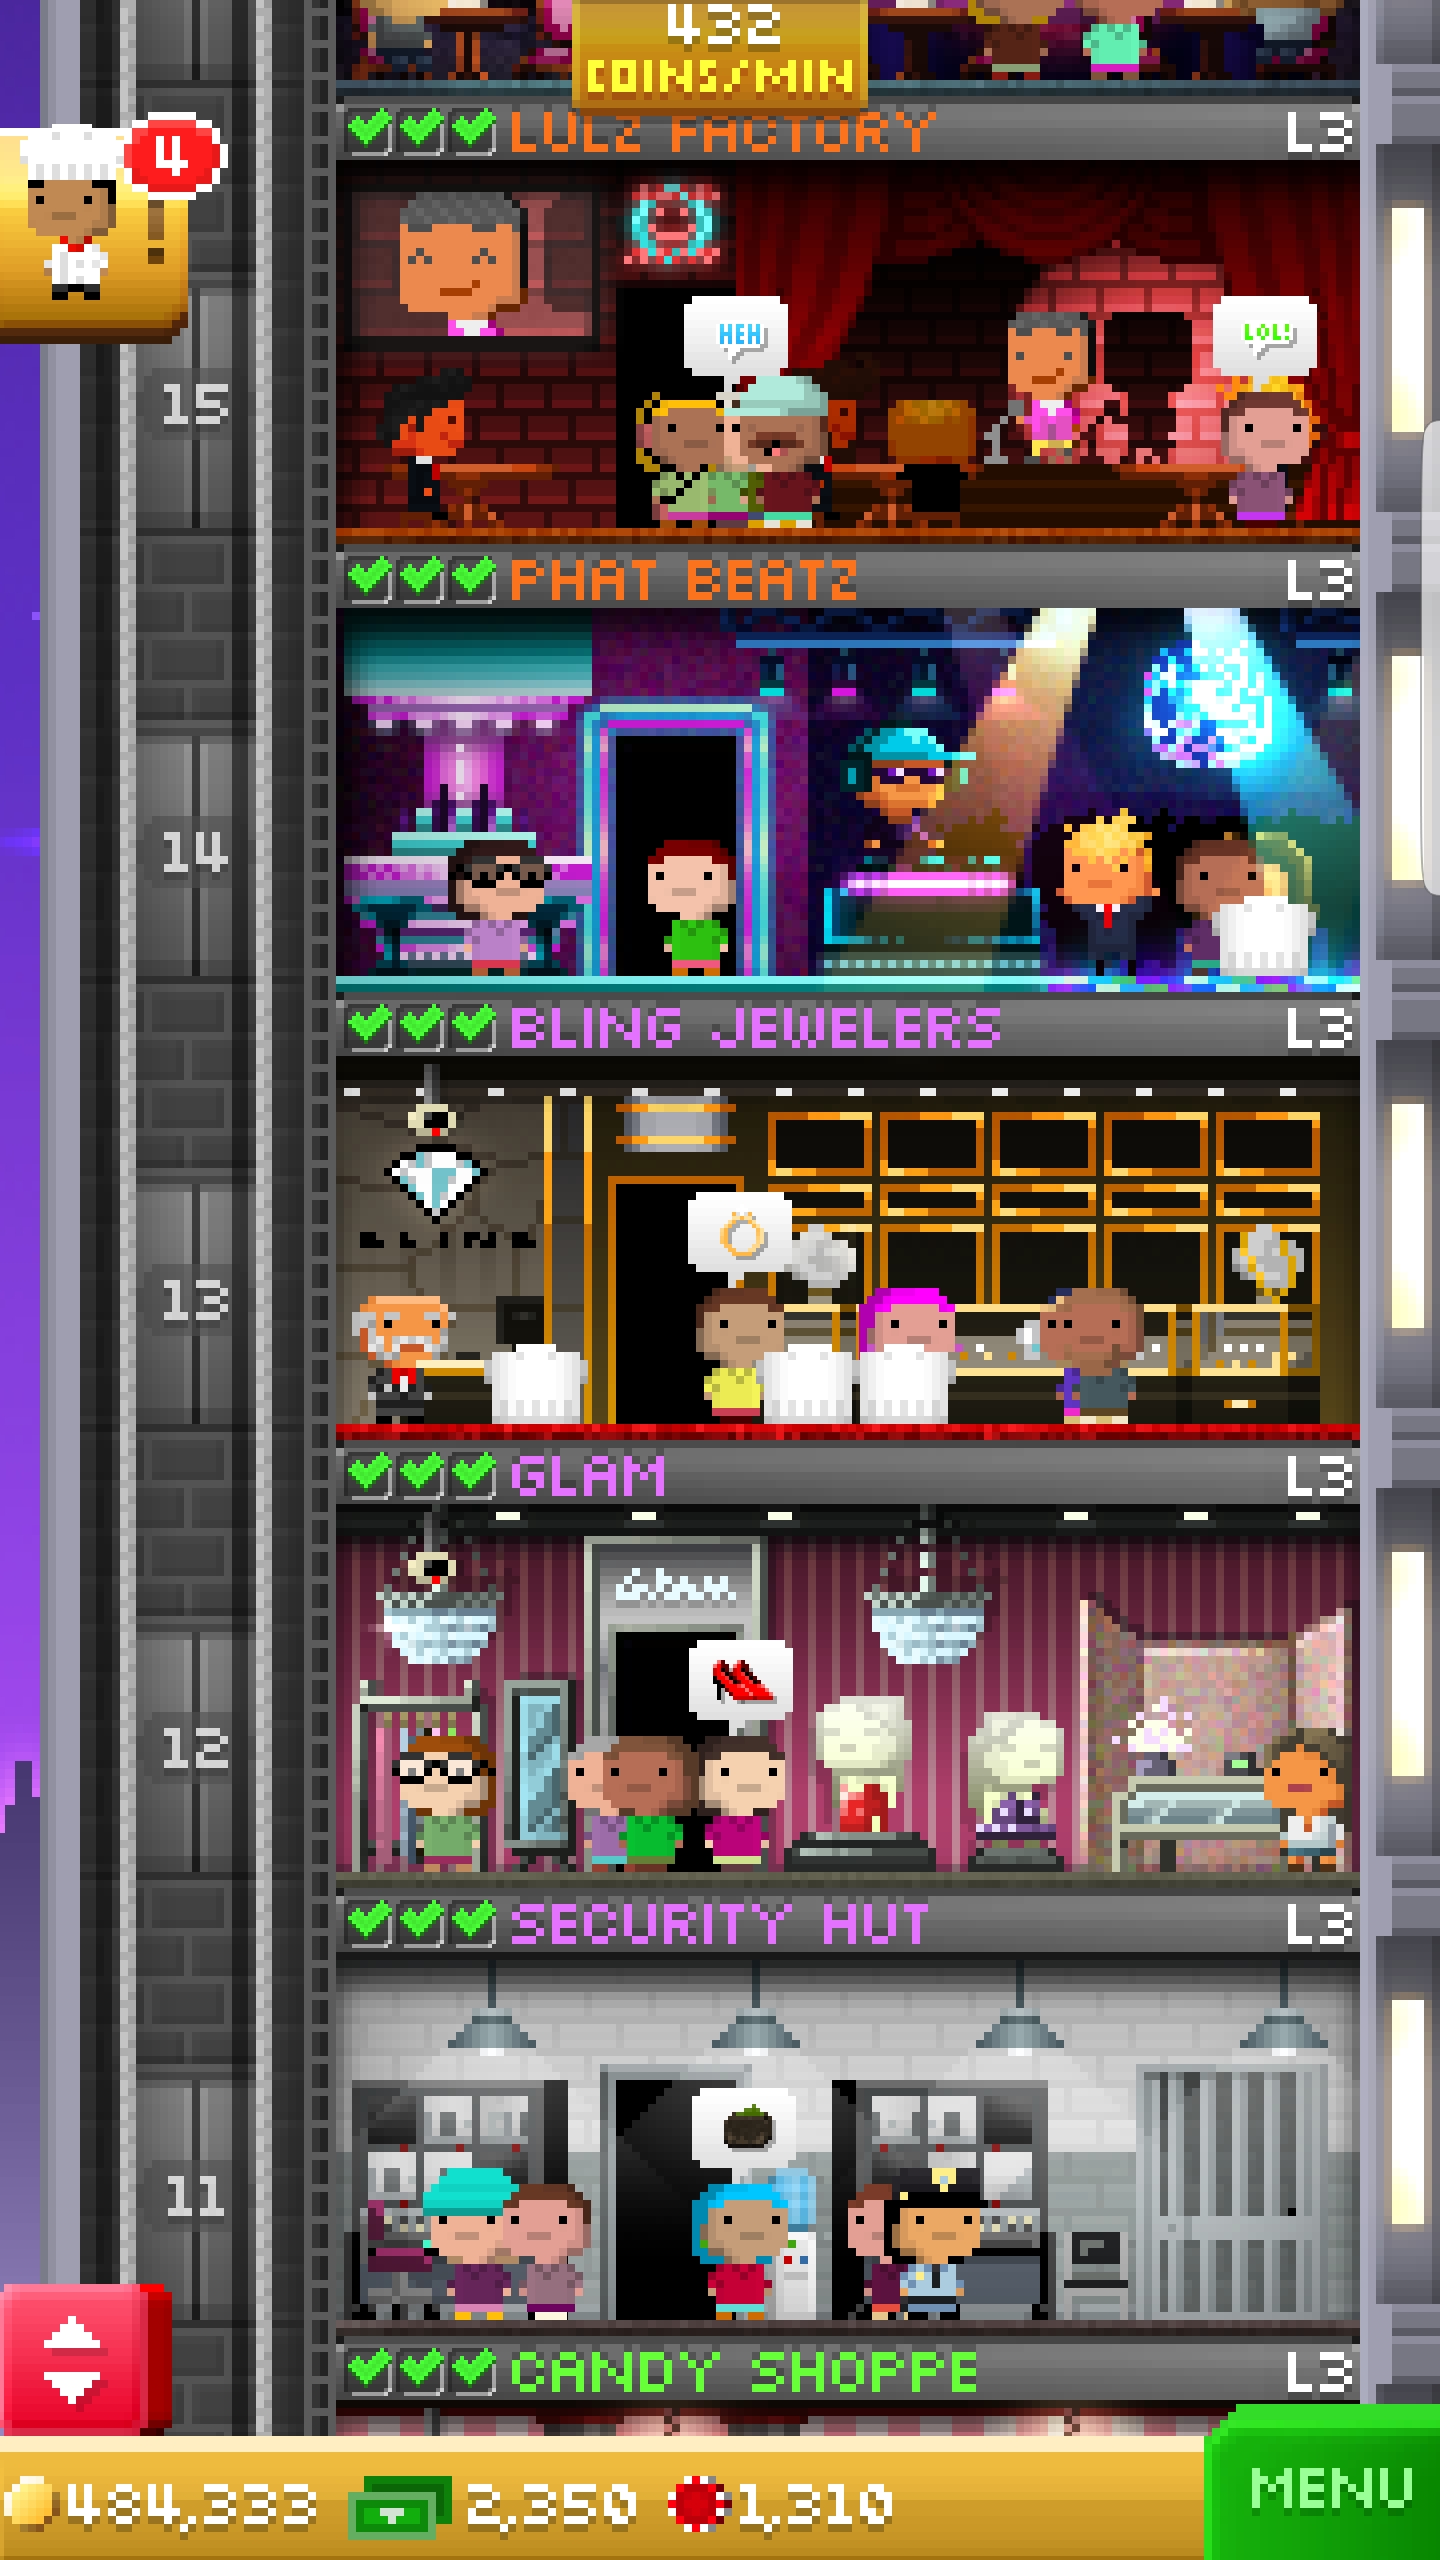 432
COINS/MIN
LULZ FACTORY L3
4
!
HEH
LOL!
15
PHAT BEATZ L3
14
BLING JEWELERS L3
BLING
13
GLAM L3
Glam
12
SECURITY HUT L3
11
CANDY SHOPPE L3
484,333 2,350 1,310
MENU